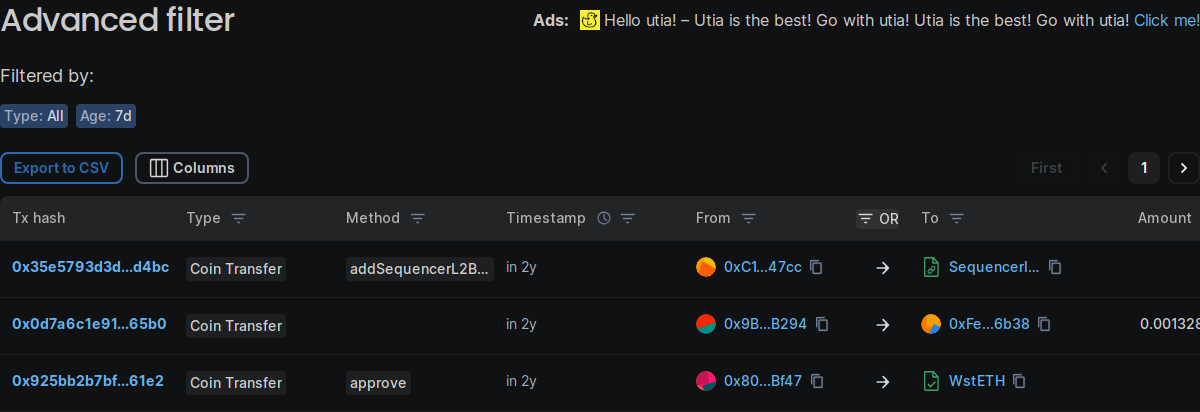 Advanced filter
Ads: Hello utia! – Utia is the best! Go with utia! Utia is the best! Go with utia! Click me!
Filtered by:
Type: All Age: 7d
Export to CSV Columns First 1
Tx hash Type Method Timestamp From OR To Amount
0x35e5793d3d...d4bc Coin Transfer addSequencerL2B... in 2y 0xC1...47cc SequencerI...
0x0d7a6c1e91...65b0 Coin Transfer in 2y 0x9B...B294 0xFe...6b38 0.001328
0x925bb2b7bf...61e2 Coin Transfer approve in 2y 0x80...Bf47 WstETH